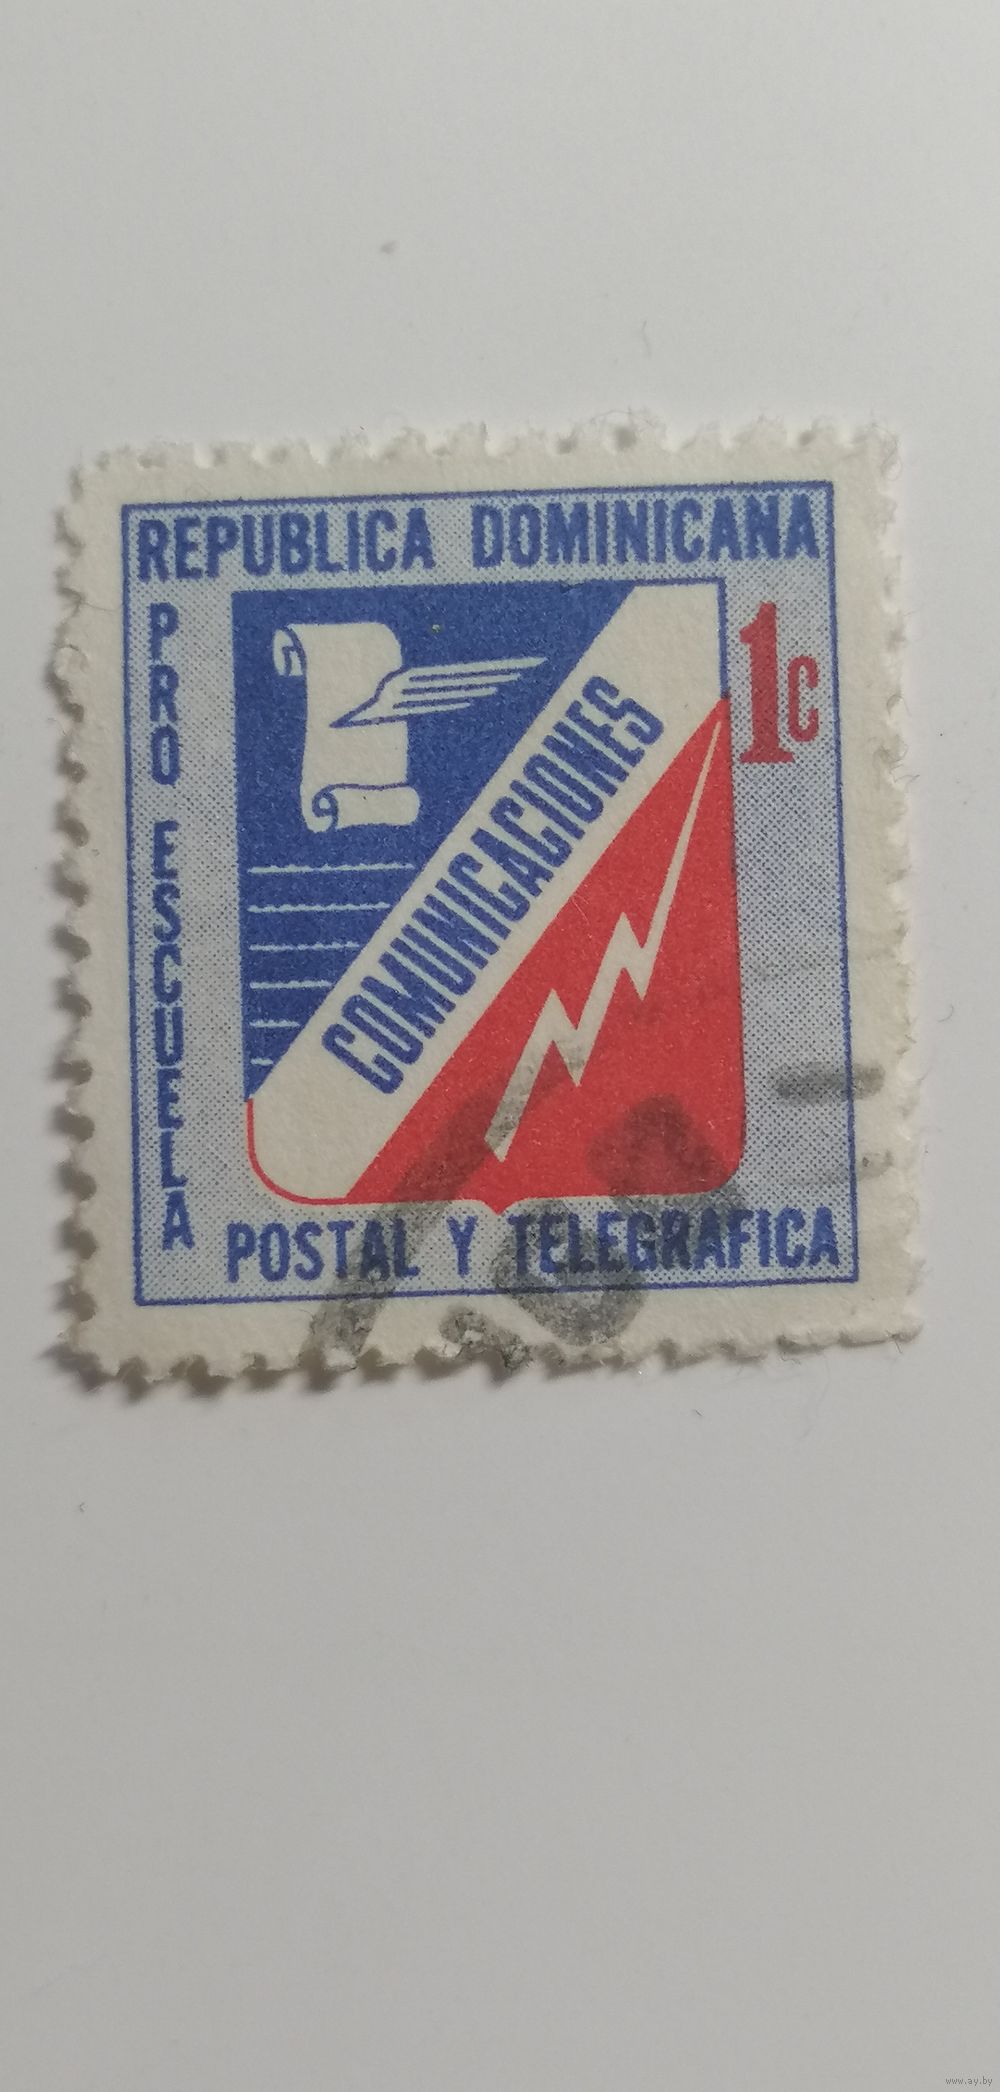 REPUBLICA DOMINICANA
PRO ESCUELA
1c
COMUNICACIONES
POSTAL Y TELEGRAFICA
www.ay.by